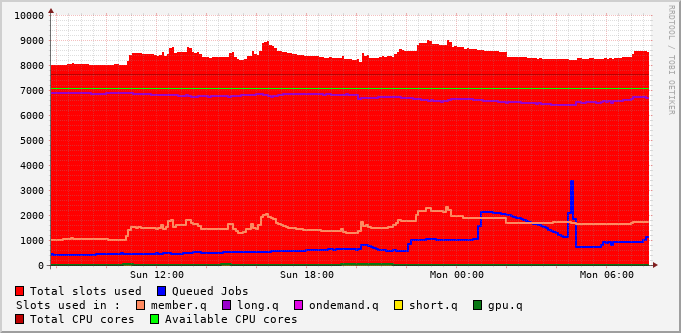 10000
9000
8000
7000
6000
5000
4000
3000
2000
1000
0
Sun 12:00 Sun 18:00 Mon 00:00 Mon 06:00
RRDTOOL / TOBI OETIKER
Total slots used Queued Jobs
Slots used in : member.q long.q ondemand.q short.q gpu.q
Total CPU cores Available CPU cores